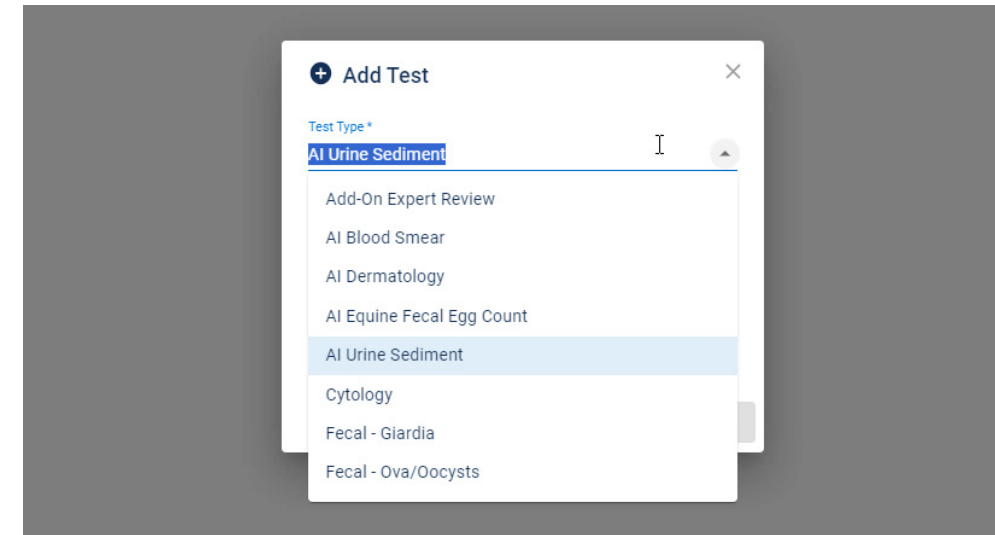 Add Test
Test Type *
AI Urine Sediment
Add-On Expert Review
AI Blood Smear
AI Dermatology
AI Equine Fecal Egg Count
AI Urine Sediment
Cytology
Fecal - Giardia
Fecal - Ova/Oocysts